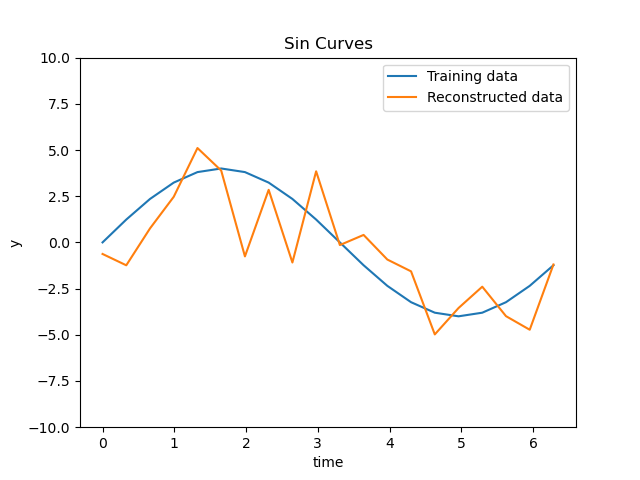 Sin Curves
Training data
Reconstructed data
y
10.0
7.5
5.0
2.5
0.0
−2.5
−5.0
−7.5
−10.0
0 1 2 3 4 5 6
time